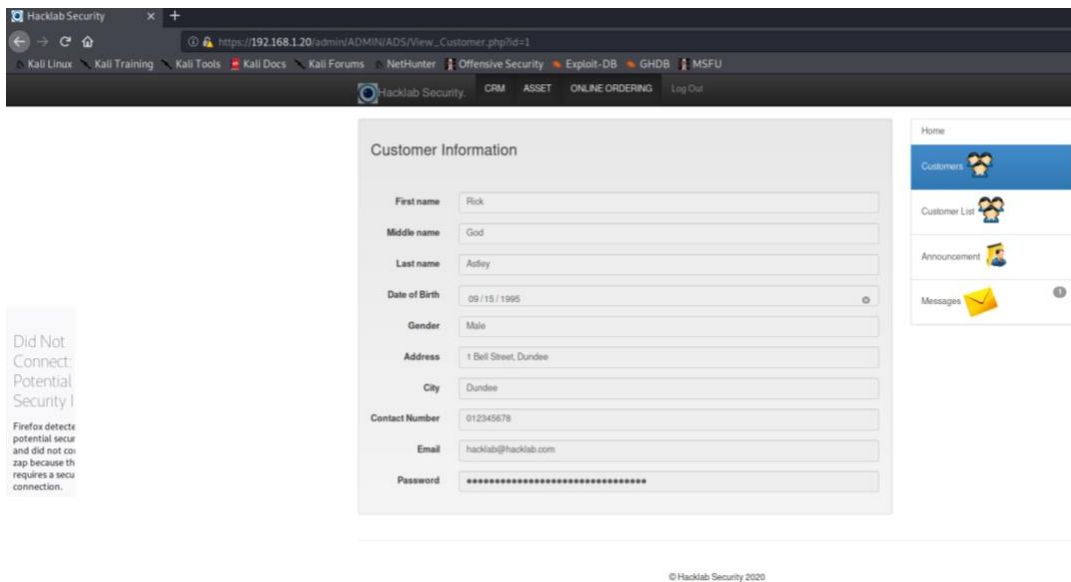 Hacklab Security × +
https://192.168.1.20/admin/ADMIN/ADS/View_Customer.php?id=1
Kali Linux Kali Training Kali Tools Kali Docs Kali Forums NetHunter Offensive Security Exploit-DB GHDB MSFU
Hacklab Security. CRM ASSET ONLINE ORDERING Log Out
Customer Information
First name Rick
Middle name God
Last name Astley
Date of Birth 09 / 15 / 1995
Gender Male
Address 1 Bell Street, Dundee
City Dundee
Contact Number 012345678
Email hacklab@hacklab.com
Password ••••••••••••••••••••••••••••••••
Home
Customers
Customer List
Announcement
Messages 1
Did Not
Connect:
Potential
Security I
Firefox detecte
potential secur
and did not co
zap because th
requires a secu
connection.
© Hacklab Security 2020